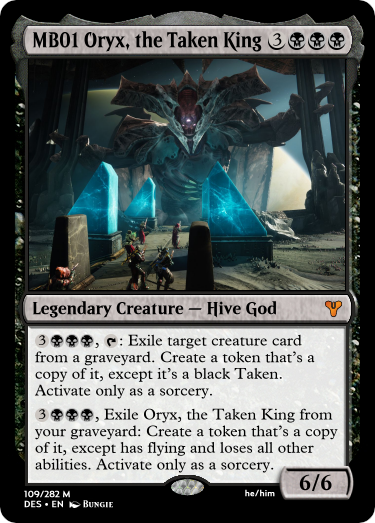 MB01 Oryx, the Taken King 3
Legendary Creature — Hive God
3, : Exile target creature card
from a graveyard. Create a token that's a
copy of it, except it's a black Taken.
Activate only as a sorcery.
3, Exile Oryx, the Taken King from
your graveyard: Create a token that's a copy
of it, except has flying and loses all other
abilities. Activate only as a sorcery.
6/6
109/282 M
DES • EN Bungie
he/him